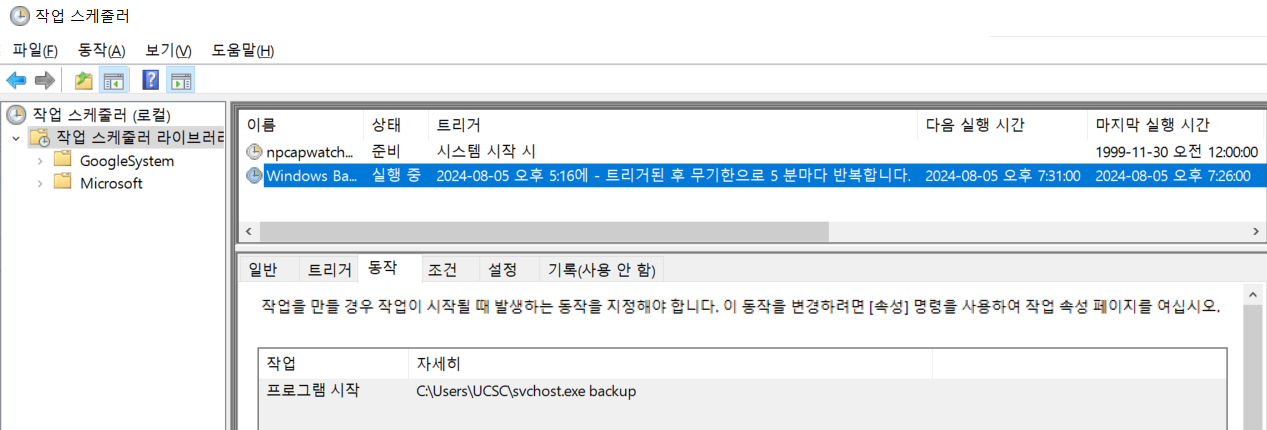 작업 스케줄러
파일(F) 동작(A) 보기(V) 도움말(H)
작업 스케줄러 (로컬)
작업 스케줄러 라이브러리
GoogleSystem
Microsoft
이름 상태 트리거 다음 실행 시간 마지막 실행 시간
npcapwatch... 준비 시스템 시작 시 1999-11-30 오전 12:00:00
Windows Ba... 실행 중 2024-08-05 오후 5:16에 - 트리거된 후 무기한으로 5 분마다 반복합니다. 2024-08-05 오후 7:31:00 2024-08-05 오후 7:26:00
일반 트리거 동작 조건 설정 기록(사용 안 함)
작업을 만들 경우 작업이 시작될 때 발생하는 동작을 지정해야 합니다. 이 동작을 변경하려면 [속성] 명령을 사용하여 작업 속성 페이지를 여십시오.
작업 자세히
프로그램 시작 C:\Users\UCSC\svchost.exe backup